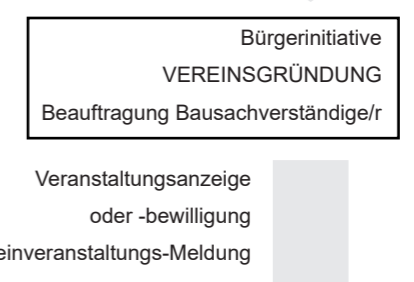 Bürgerinitiative
VEREINSGRÜNDUNG
Beauftragung Bausachverständige/r
Veranstaltungsanzeige
oder -bewilligung
einveranstaltungs-Meldung